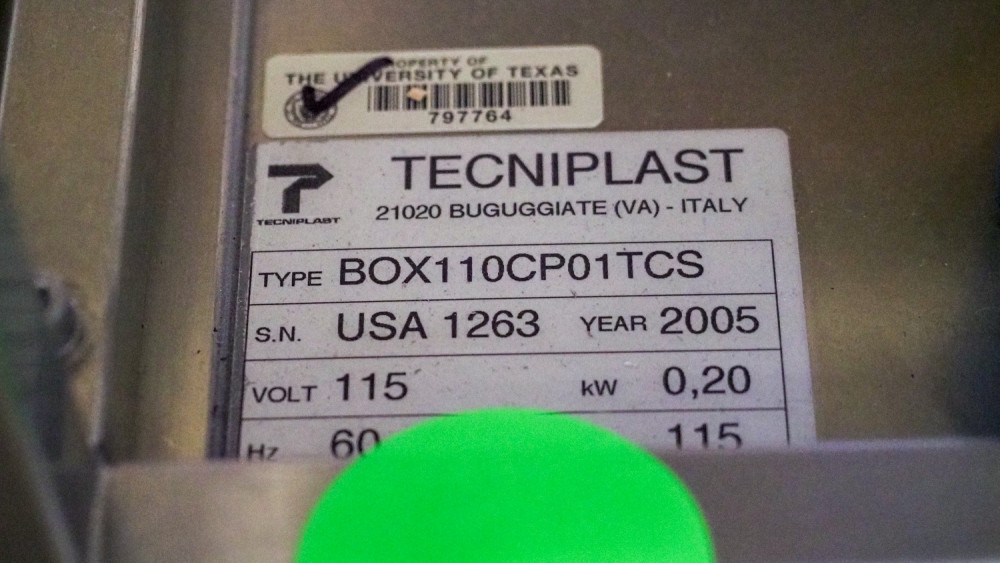 PROPERTY OF
THE UNIVERSITY OF TEXAS
797764
TECNIPLAST
TECNIPLAST
21020 BUGUGGIATE (VA) - ITALY
TYPE BOX110CP01TCS
S.N. USA 1263 YEAR 2005
VOLT 115 kW 0,20
Hz 60 115